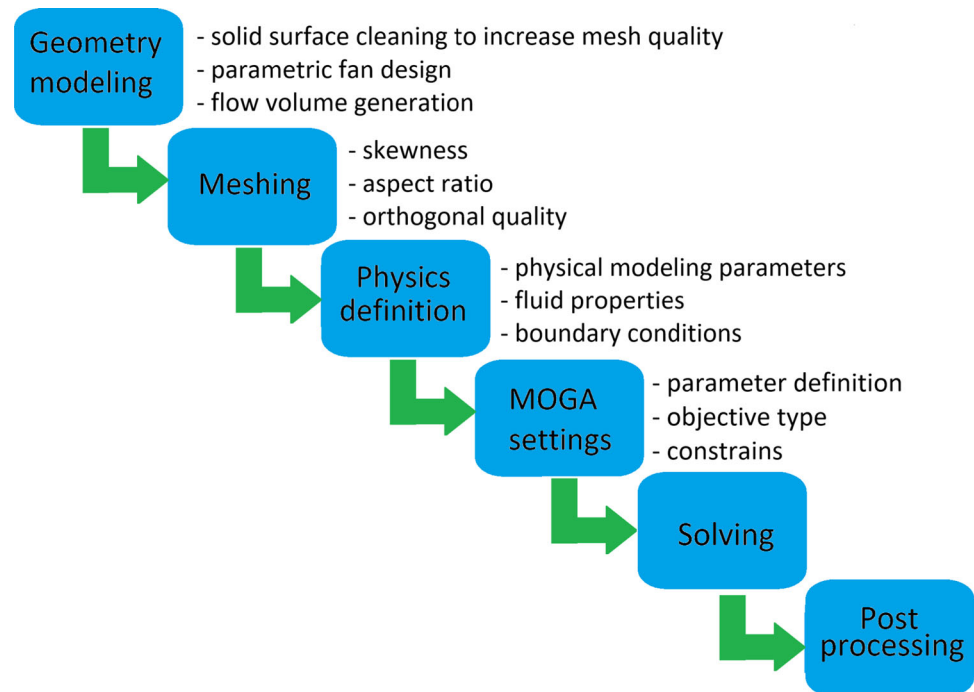 Geometry
modeling
- solid surface cleaning to increase mesh quality
- parametric fan design
- flow volume generation
Meshing
- skewness
- aspect ratio
- orthogonal quality
Physics
definition
- physical modeling parameters
- fluid properties
- boundary conditions
MOGA
settings
- parameter definition
- objective type
- constrains
Solving
Post
processing